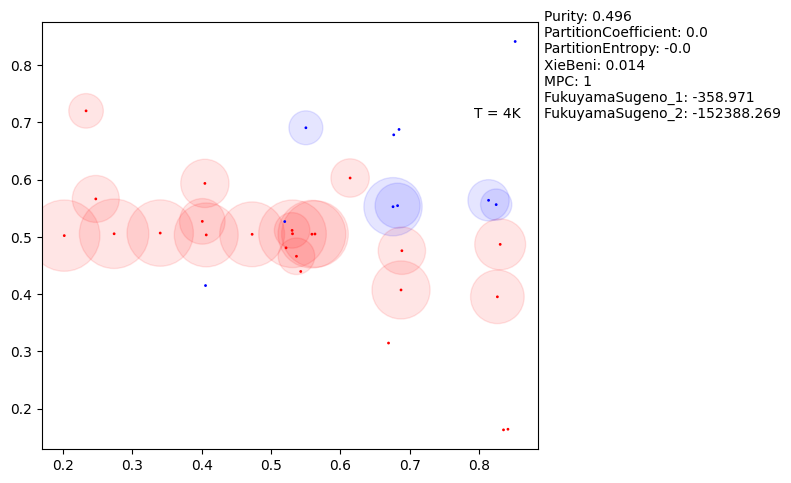 Purity: 0.496
PartitionCoefficient: 0.0
PartitionEntropy: -0.0
XieBeni: 0.014
MPC: 1
FukuyamaSugeno_1: -358.971
FukuyamaSugeno_2: -152388.269
T = 4K
0.8
0.7
0.6
0.5
0.4
0.3
0.2
0.2 0.3 0.4 0.5 0.6 0.7 0.8